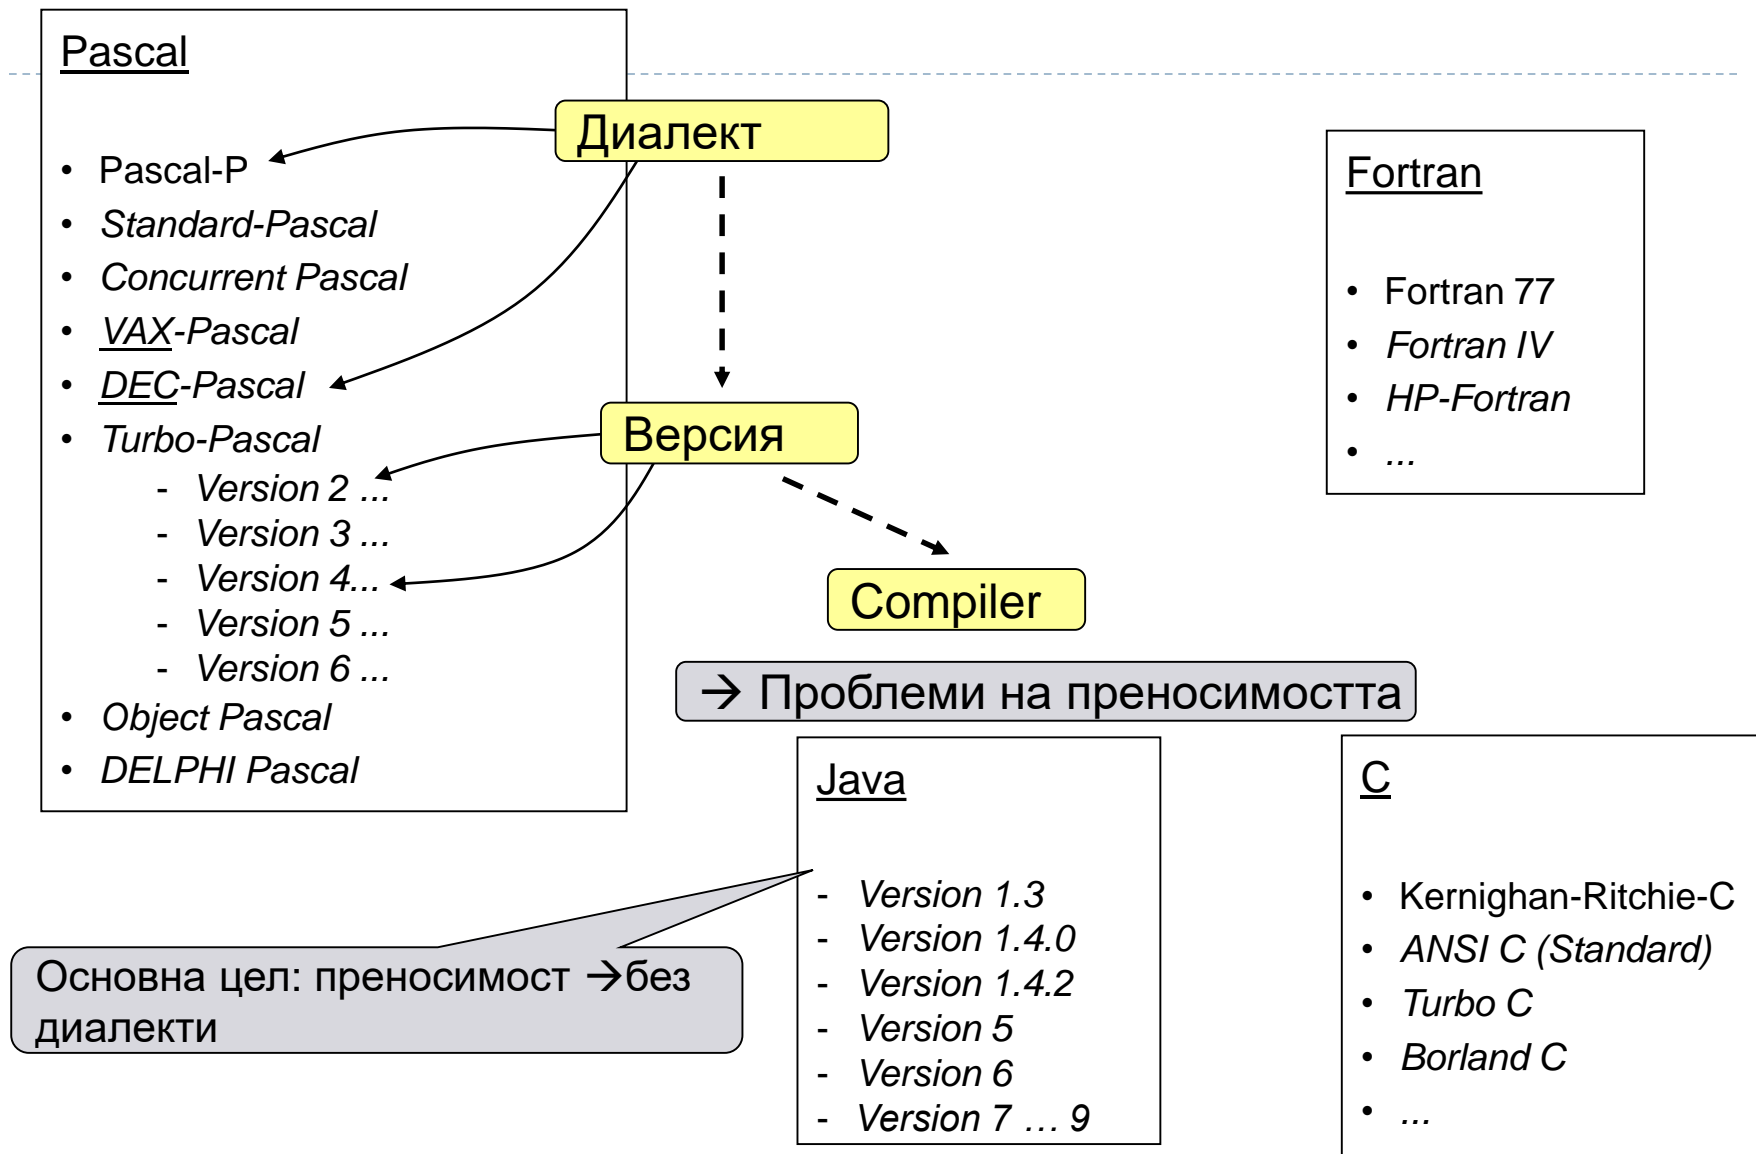 Pascal
• Pascal-P
• Standard-Pascal
• Concurrent Pascal
• VAX-Pascal
• DEC-Pascal
• Turbo-Pascal
- Version 2 ...
- Version 3 ...
- Version 4...
- Version 5 ...
- Version 6 ...
• Object Pascal
• DELPHI Pascal
Диалект
Версия
Compiler
→ Проблеми на преносимостта
Fortran
• Fortran 77
• Fortran IV
• HP-Fortran
• ...
Основна цел: преносимост →без
диалекти
Java
- Version 1.3
- Version 1.4.0
- Version 1.4.2
- Version 5
- Version 6
- Version 7 … 9
C
• Kernighan-Ritchie-C
• ANSI C (Standard)
• Turbo C
• Borland C
• ...